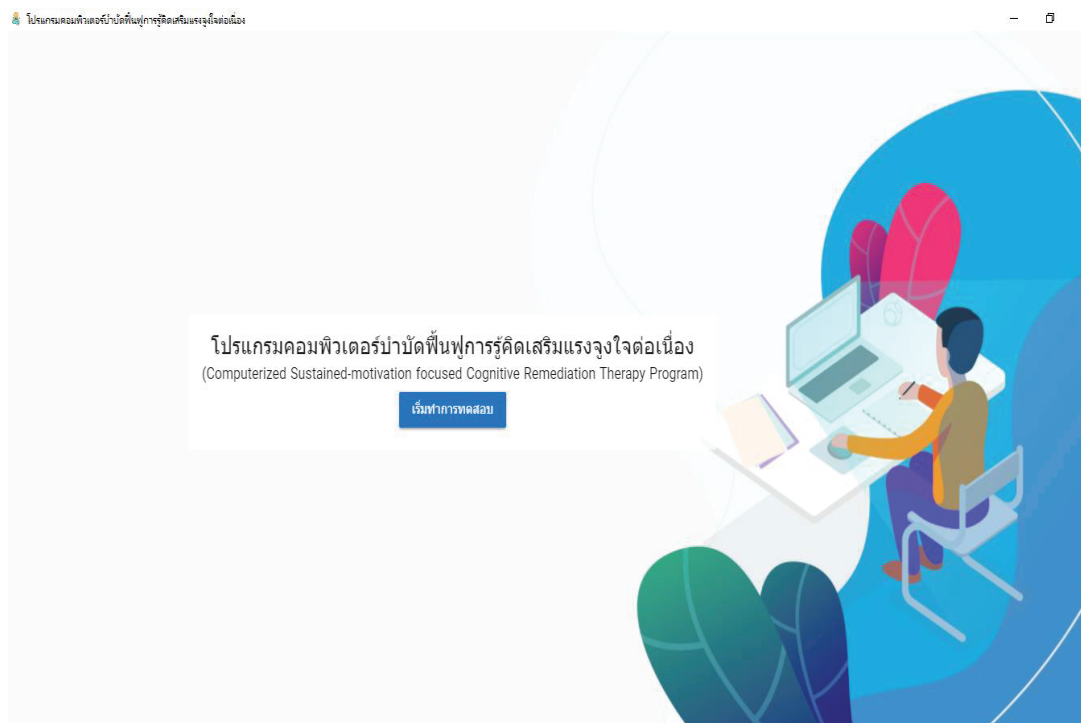 โปรแกรมคอมพิวเตอร์บำบัดฟื้นฟูการรู้คิดเสริมแรงจูงใจต่อเนื่อง
โปรแกรมคอมพิวเตอร์บำบัดฟื้นฟูการรู้คิดเสริมแรงจูงใจต่อเนื่อง
(Computerized Sustained-motivation focused Cognitive Remediation Therapy Program)
เริ่มทำการทดสอบ